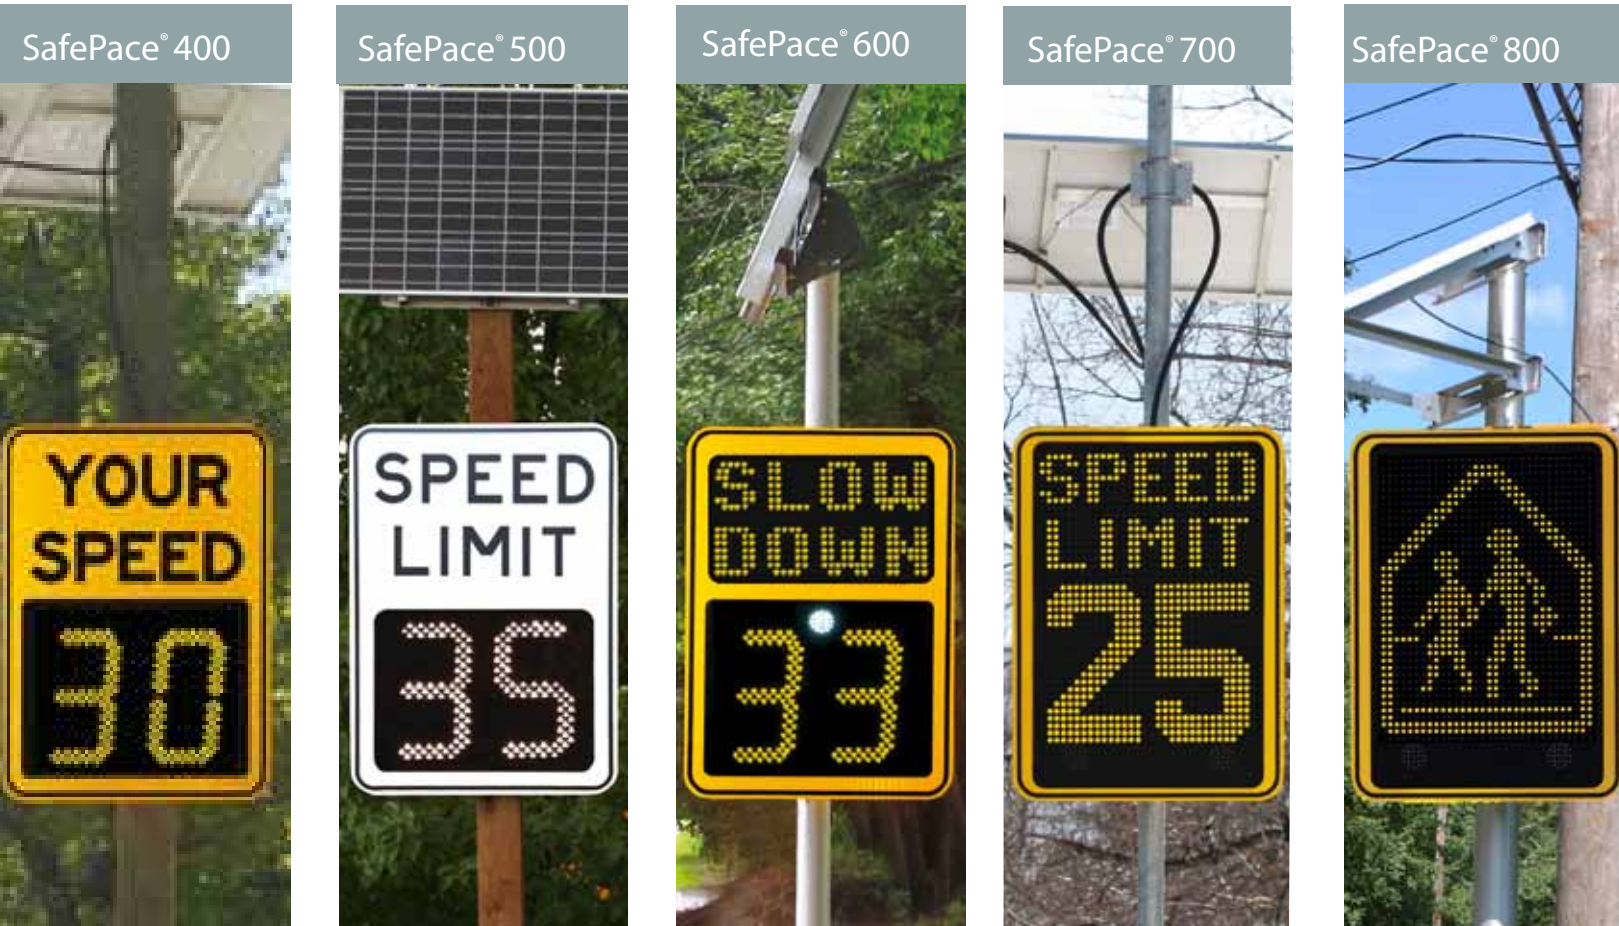 SafePace® 400
YOUR
SPEED
30
SafePace® 500
SPEED
LIMIT
35
SafePace® 600
SLOW
DOWN
33
SafePace® 700
SPEED
LIMIT
25
SafePace® 800